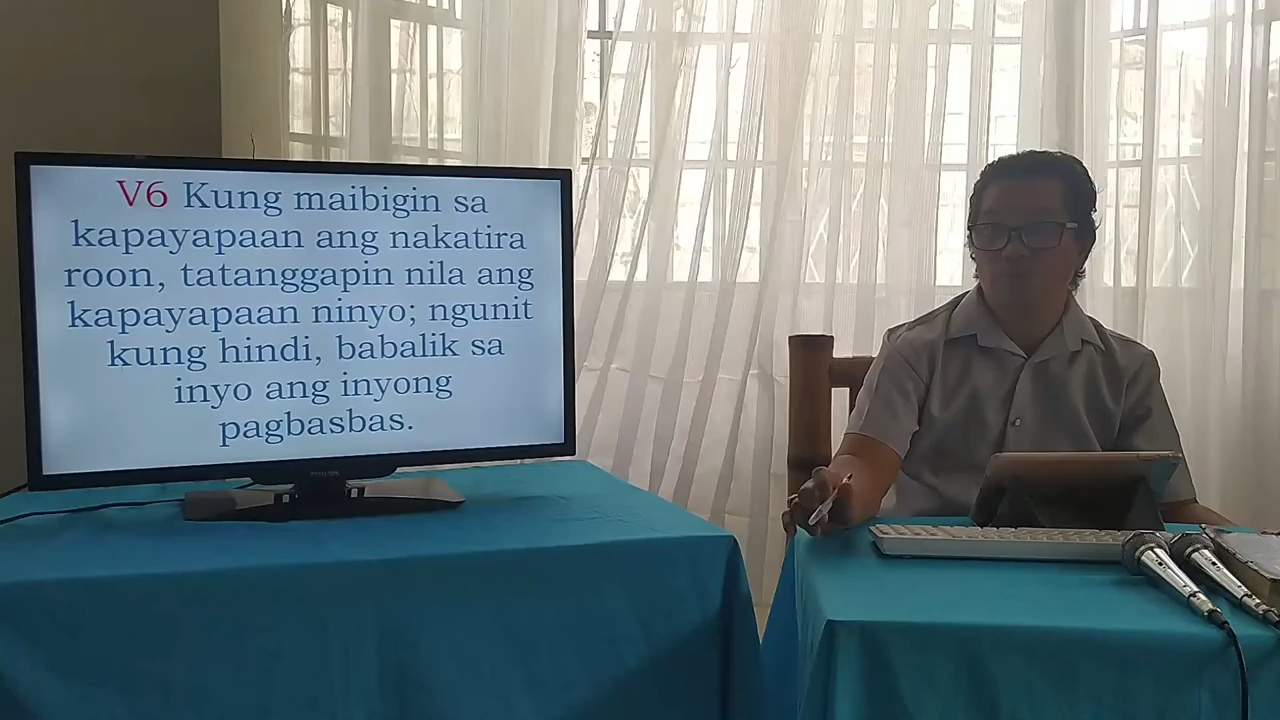 V6 Kung maibigin sa
kapayapaan ang nakatira
roon, tatanggapin nila ang
kapayapaan ninyo; ngunit
kung hindi, babalik sa
inyo ang inyong
pagbasbas.